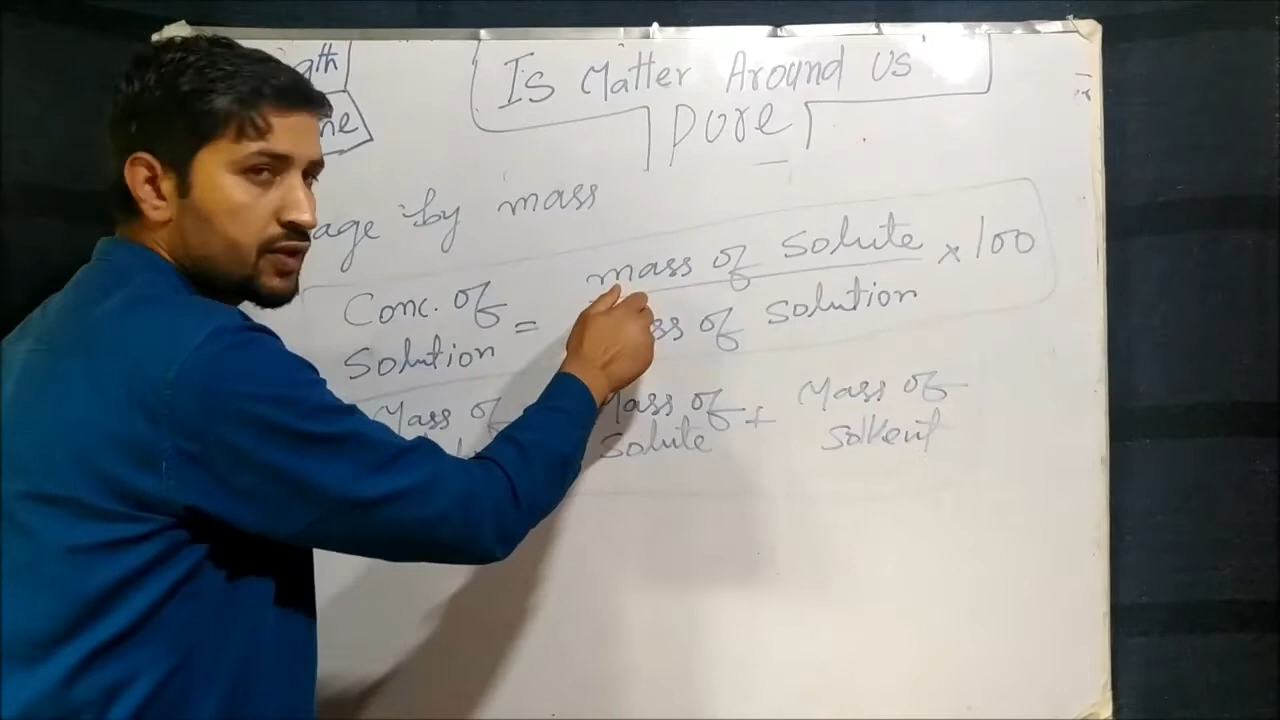 Is Matter Around Us
pure
age by mass
Conc. of
Solution = mass of solute × 100
ss of solution
Mass of Mass of + Mass of
solute solvent